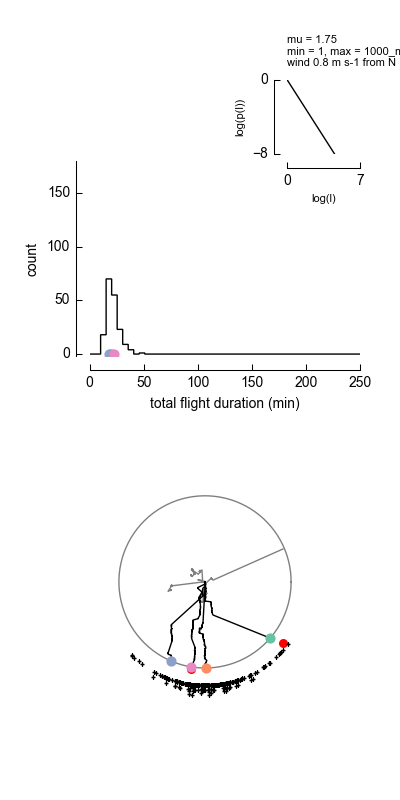 mu = 1.75
min = 1, max = 1000_m
wind 0.8 m s-1 from N
0
log(p(l))
−8
0
7
log(l)
150
100
50
0
count
0
50
100
150
200
250
total flight duration (min)